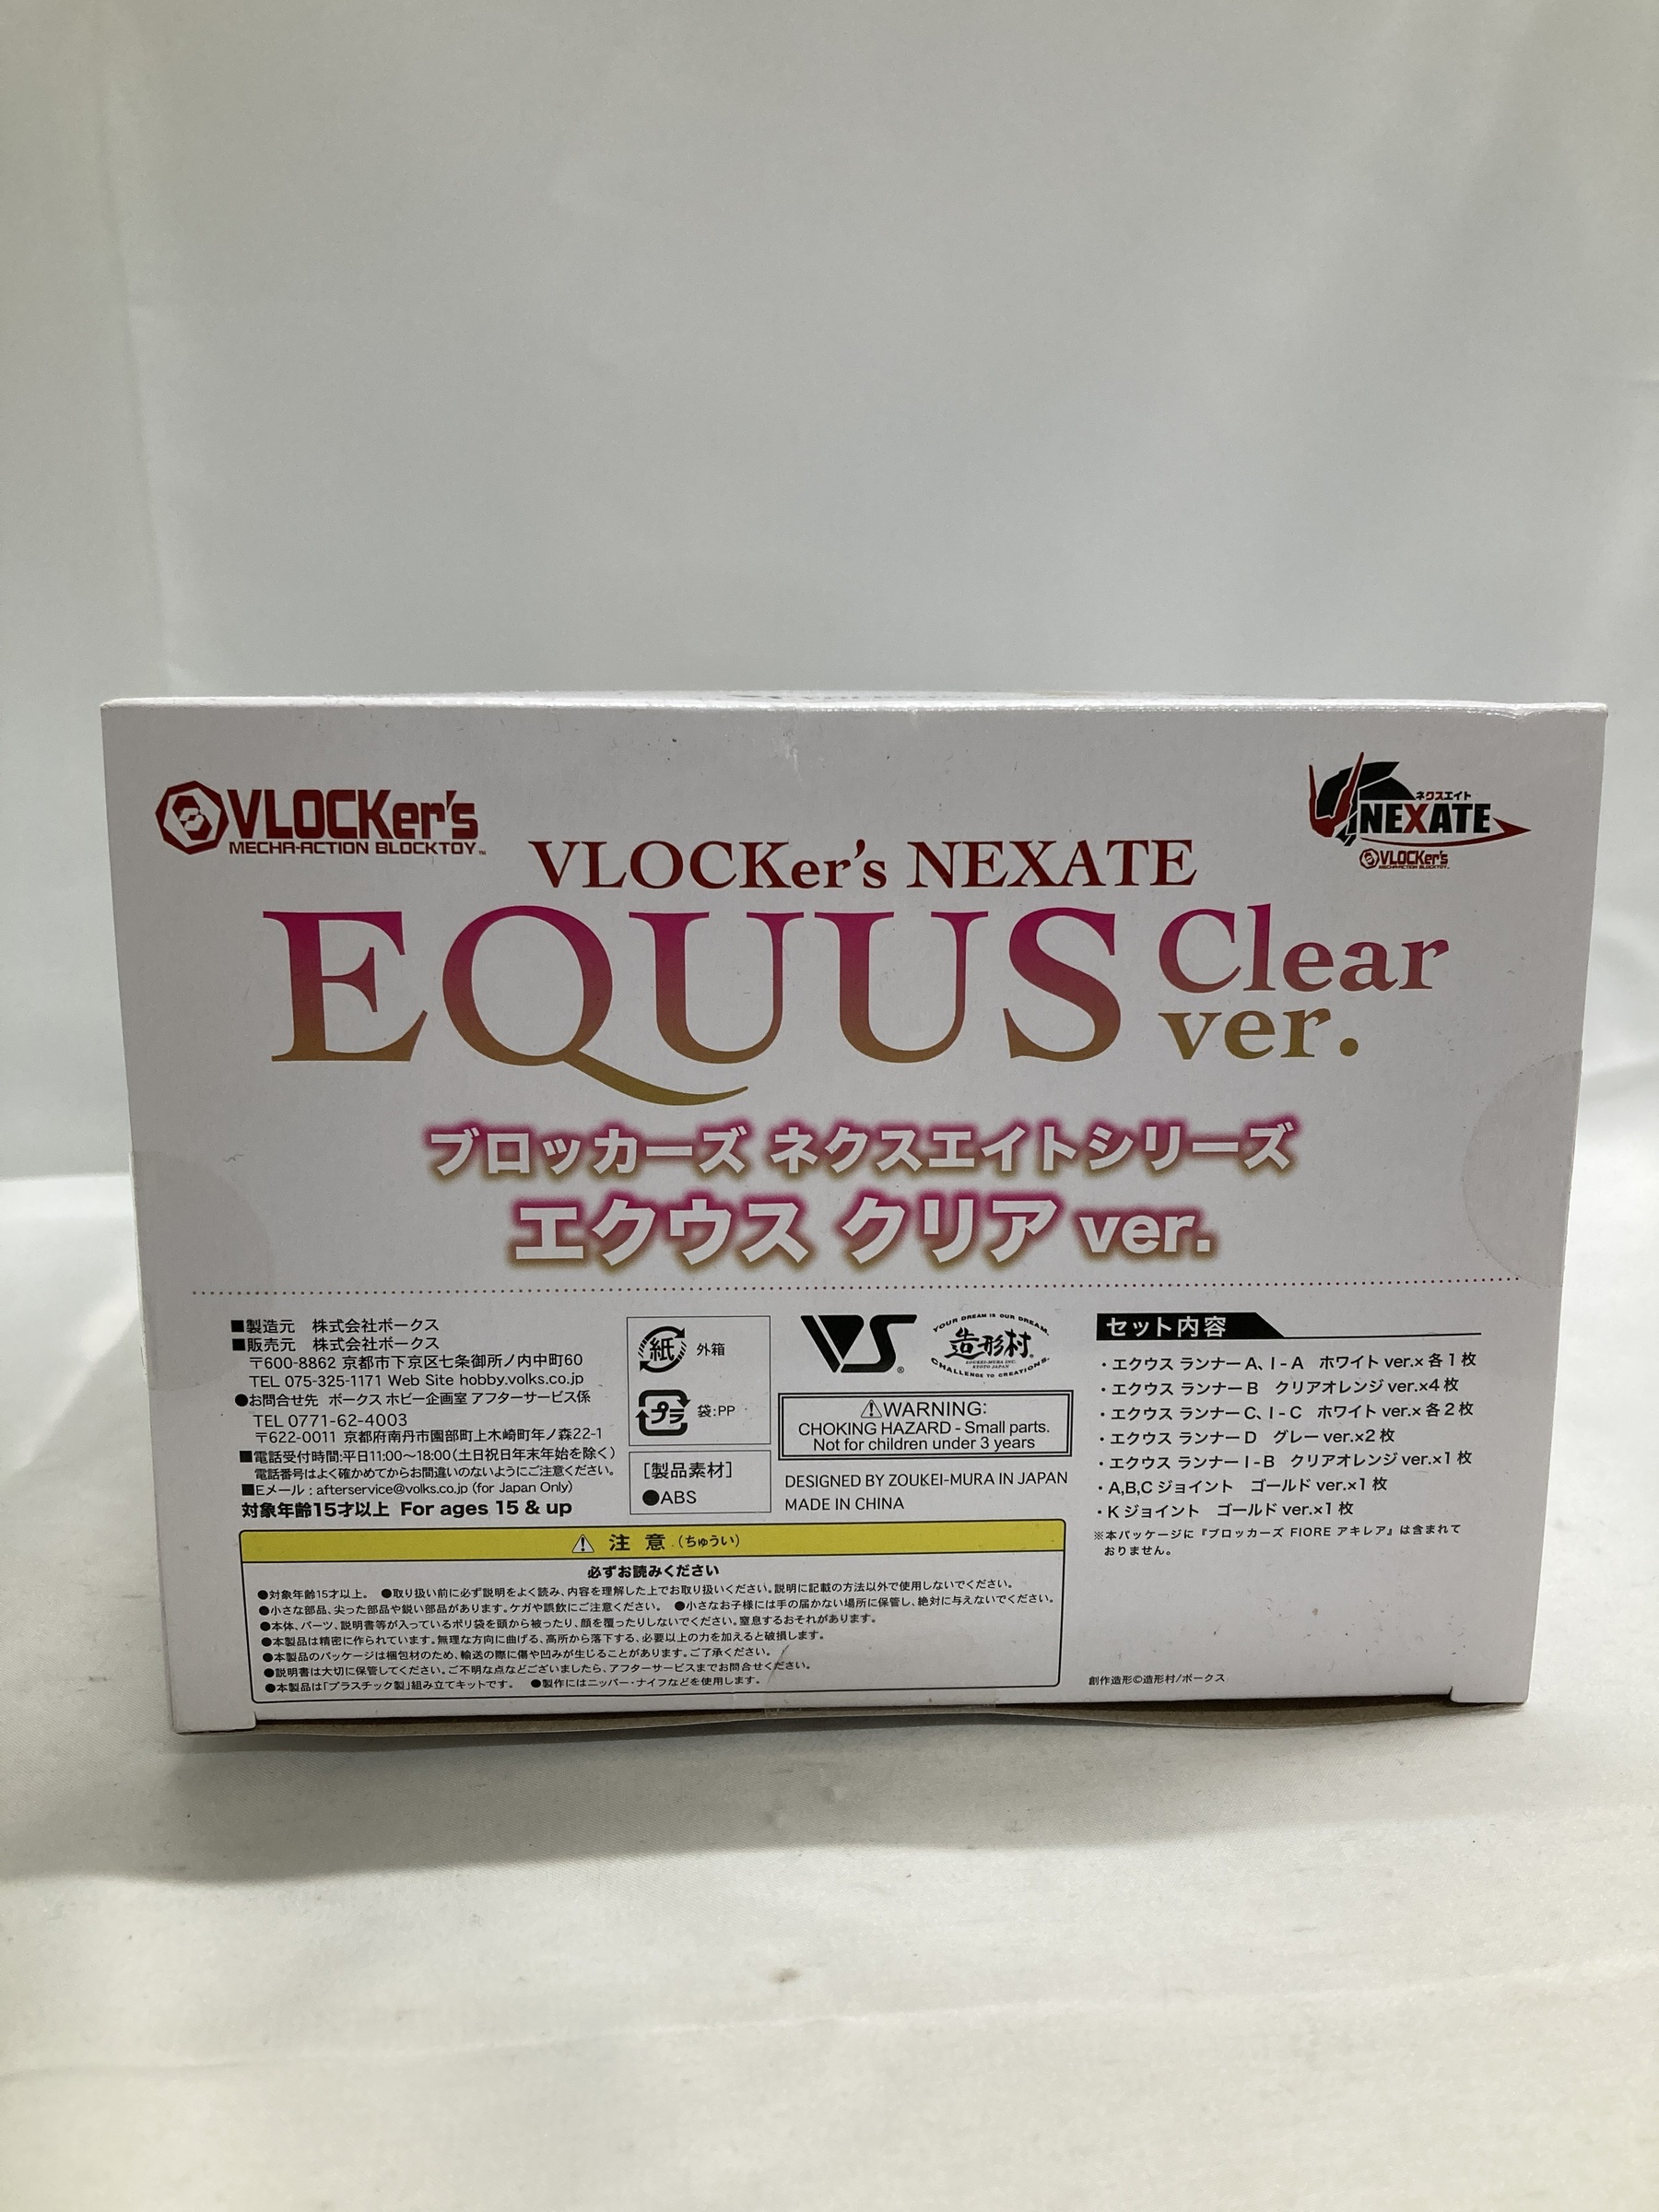 VLOCKer's
MECHA-ACTION BLOCKTOY™
ネクスエイト
NEXATE
VLOCKer's
MECHA-ACTION BLOCKTOY
VLOCKer's NEXATE
EQUUS Clear ver.
ブロッカーズ ネクスエイトシリーズ
エクウス クリア ver.
■製造元 株式会社ボークス
■販売元 株式会社ボークス
〒600-8862 京都市下京区七条御所ノ内中町60
TEL 075-325-1171 Web Site hobby.volks.co.jp
●お問合せ先 ボークス ホビー企画室 アフターサービス係
TEL 0771-62-4003
〒622-0011 京都府南丹市園部町上木崎町年ノ森22-1
■電話受付時間:平日11:00～18:00(土日祝日年末年始を除く)
電話番号はよく確かめてからお間違いのないようにご注意ください。
■Eメール : afterservice@volks.co.jp (for Japan Only)
対象年齢15才以上 For ages 15 & up
紙 外箱
プラ 袋:PP
[製品素材]
●ABS
VS®
YOUR DREAM IS OUR DREAM.
造形村®
ZOUKEI-MURA INC.
KYOTO JAPAN
CHALLENGE TO CREATIONS.
⚠WARNING:
CHOKING HAZARD - Small parts.
Not for children under 3 years
DESIGNED BY ZOUKEI-MURA IN JAPAN
MADE IN CHINA
セット内容
・エクウス ランナーA、I-A ホワイト ver.× 各1枚
・エクウス ランナーB クリアオレンジ ver.×4枚
・エクウス ランナーC、I-C ホワイト ver.× 各2枚
・エクウス ランナーD グレー ver.×2枚
・エクウス ランナーI-B クリアオレンジ ver.×1枚
・A,B,C ジョイント ゴールド ver.×1枚
・K ジョイント ゴールド ver.×1枚
※本パッケージに『ブロッカーズ FIORE アキレア』は含まれて
おりません。
⚠ 注 意 (ちゅうい)
必ずお読みください
●対象年齢15才以上。 ●取り扱い前に必ず説明をよく読み、内容を理解した上でお取り扱いください。説明に記載の方法以外で使用しないでください。
●小さな部品、尖った部品や鋭い部品があります。ケガや誤飲にご注意ください。 ●小さなお子様には手の届かない場所に保管し、絶対に与えないでください。
●本体、パーツ、説明書等が入っているポリ袋を頭から被ったり、顔を覆ったりしないでください。窒息するおそれがあります。
●本製品は精密に作られています。無理な方向に曲げる、高所から落下する、必要以上の力を加えると破損します。
●本製品のパッケージは梱包材のため、輸送の際に傷や凹みが生じることがあります。ご了承ください。
●説明書は大切に保管してください。ご不明な点などございましたら、アフターサービスまでお問合せください。
●本製品は「プラスチック製」組み立てキットです。 ●製作にはニッパー・ナイフなどを使用します。
創作造形©造形村/ボークス